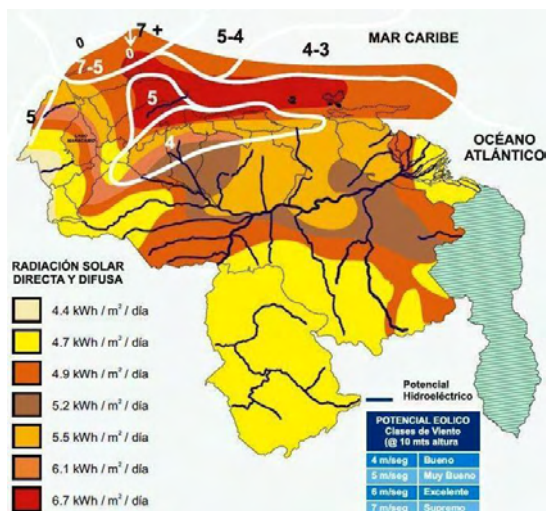 0
7 +
0
7-5
5-4
4-3
MAR CARIBE
5
5
4
OCÉANO
ATLÁNTICO
RADIACIÓN SOLAR
DIRECTA Y DIFUSA
4.4 kWh / m² / día
4.7 kWh / m² / día
4.9 kWh / m² / día
5.2 kWh / m² / día
5.5 kWh / m² / día
6.1 kWh / m² / día
6.7 kWh / m² / día
Potencial
Hidroeléctrico
POTENCIAL EOLICO
Clases de Viento
(@ 10 mts altura
4 m/seg Bueno
5 m/seg Muy Bueno
6 m/seg Excelente
7 m/seg Supremo